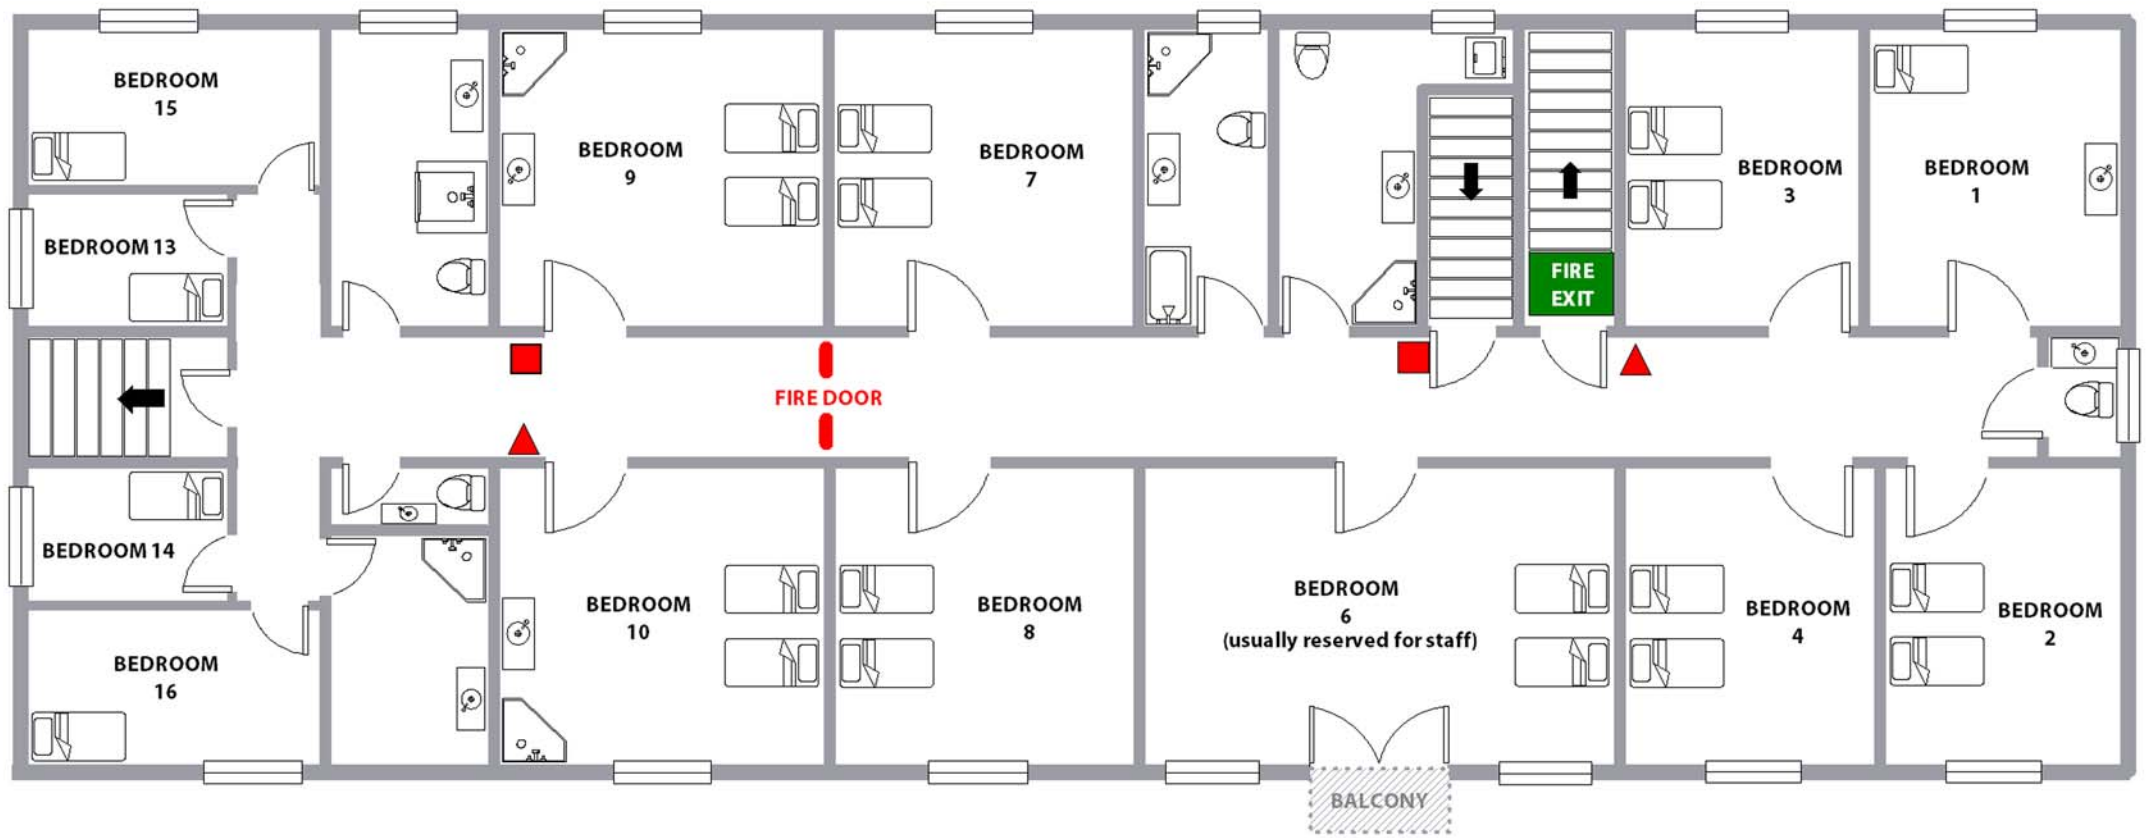 BEDROOM
15
BEDROOM
9
BEDROOM
7
BEDROOM
3
BEDROOM
1
BEDROOM 13
FIRE
EXIT
FIRE DOOR
BEDROOM 14
BEDROOM
16
BEDROOM
10
BEDROOM
8
BEDROOM
6
(usually reserved for staff)
BEDROOM
4
BEDROOM
2
BALCONY